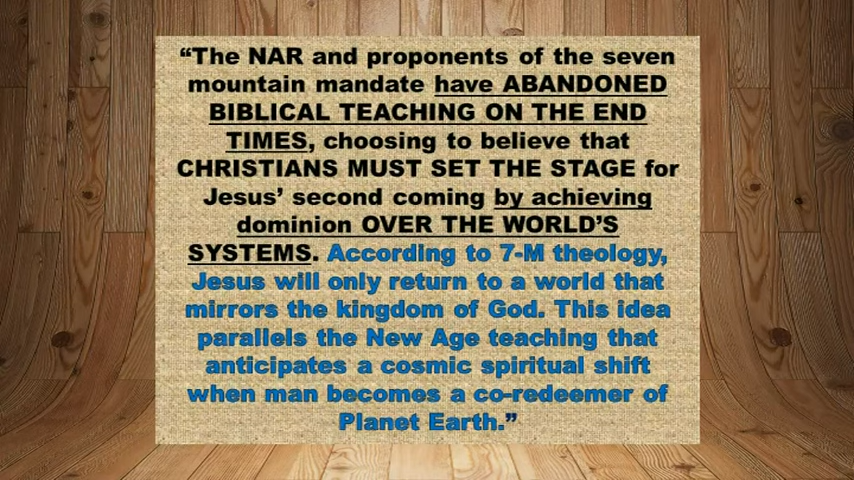 “The NAR and proponents of the seven
mountain mandate have ABANDONED
BIBLICAL TEACHING ON THE END
TIMES, choosing to believe that
CHRISTIANS MUST SET THE STAGE for
Jesus’ second coming by achieving
dominion OVER THE WORLD’S
SYSTEMS. According to 7-M theology,
Jesus will only return to a world that
mirrors the kingdom of God. This idea
parallels the New Age teaching that
anticipates a cosmic spiritual shift
when man becomes a co-redeemer of
Planet Earth.”